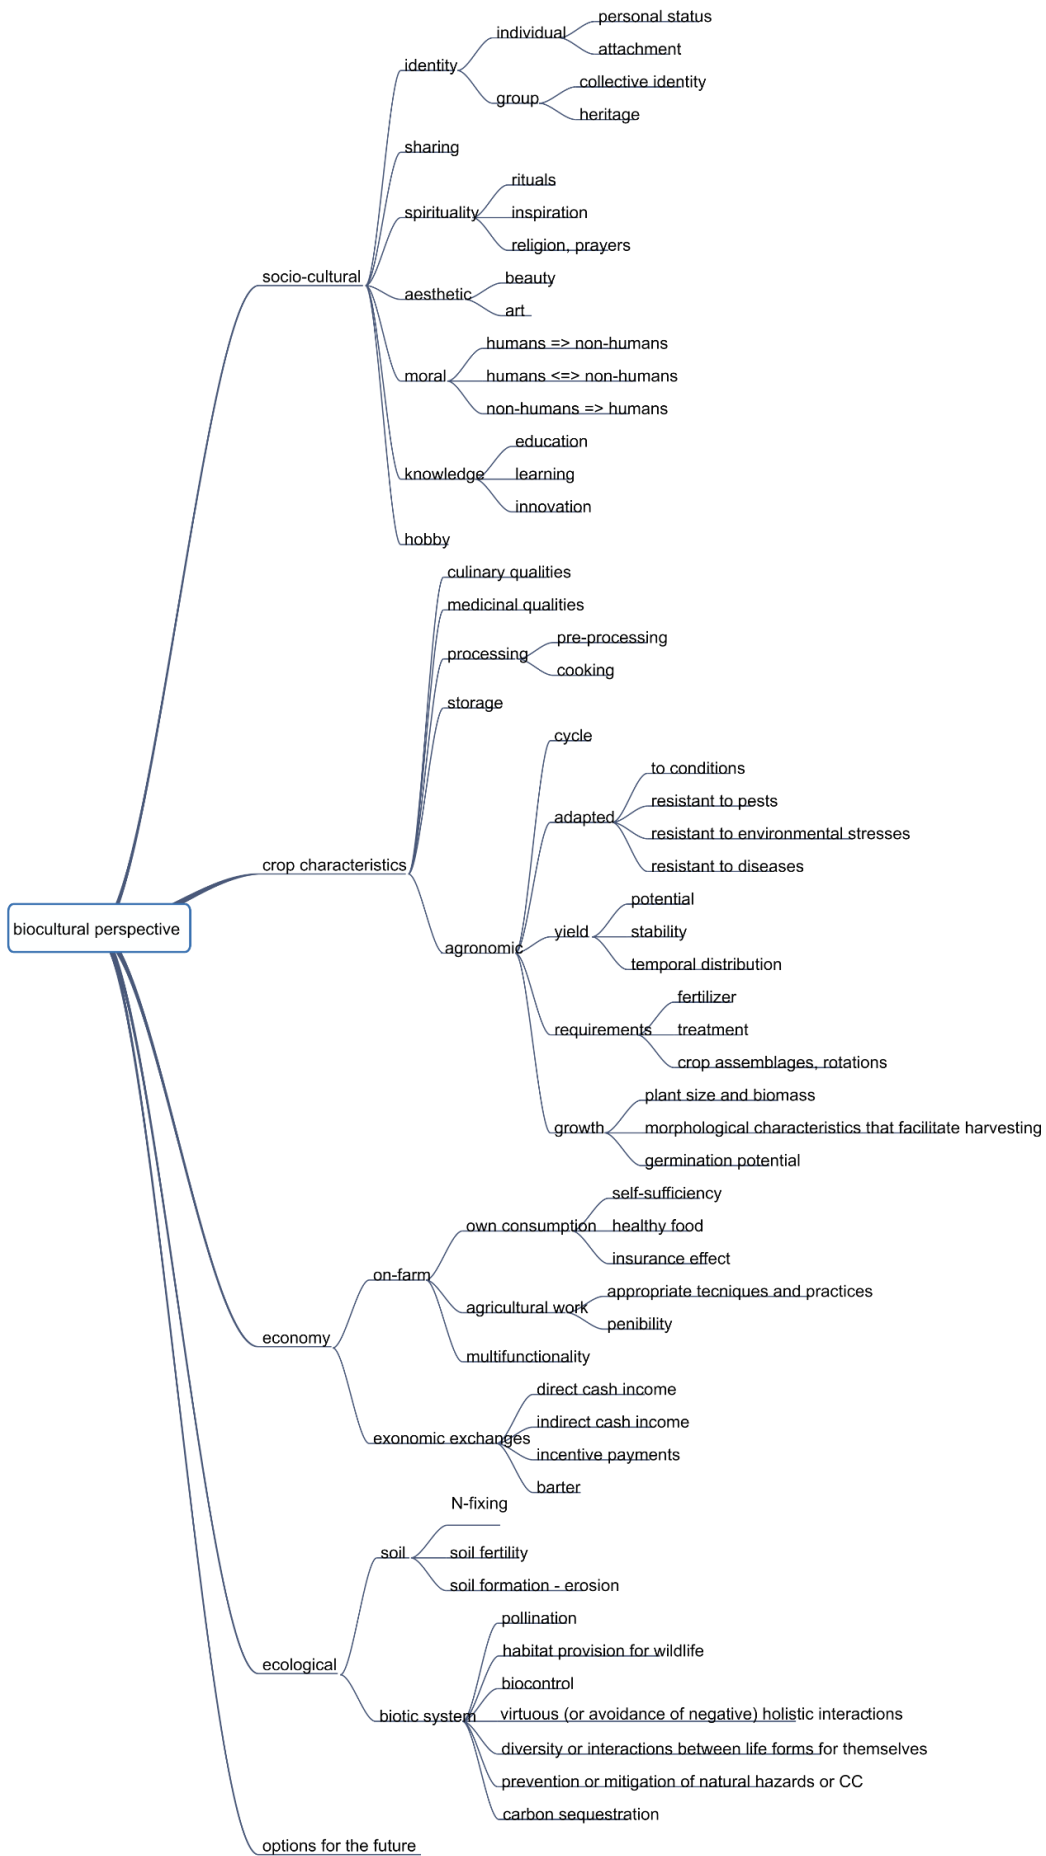 personal status
individual
attachment
identity
collective identity
group
heritage
sharing
rituals
spirituality
inspiration
religion, prayers
socio-cultural
beauty
aesthetic
art
humans => non-humans
moral
humans <=> non-humans
non-humans => humans
education
knowledge
learning
innovation
hobby
culinary qualities
medicinal qualities
pre-processing
processing
cooking
storage
cycle
to conditions
resistant to pests
adapted
resistant to environmental stresses
crop characteristics
resistant to diseases
potential
biocultural perspective
yield
stability
agronomic
temporal distribution
fertilizer
requirements
treatment
crop assemblages, rotations
plant size and biomass
growth
morphological characteristics that facilitate harvesting
germination potential
self-sufficiency
own consumption
healthy food
insurance effect
on-farm
appropriate tecniques and practices
agricultural work
penibility
economy
multifunctionality
direct cash income
indirect cash income
exonomic exchanges
incentive payments
barter
N-fixing
soil
soil fertility
soil formation - erosion
pollination
habitat provision for wildlife
ecological
biocontrol
biotic system
virtuous (or avoidance of negative) holistic interactions
diversity or interactions between life forms for themselves
prevention or mitigation of natural hazards or CC
carbon sequestration
options for the future